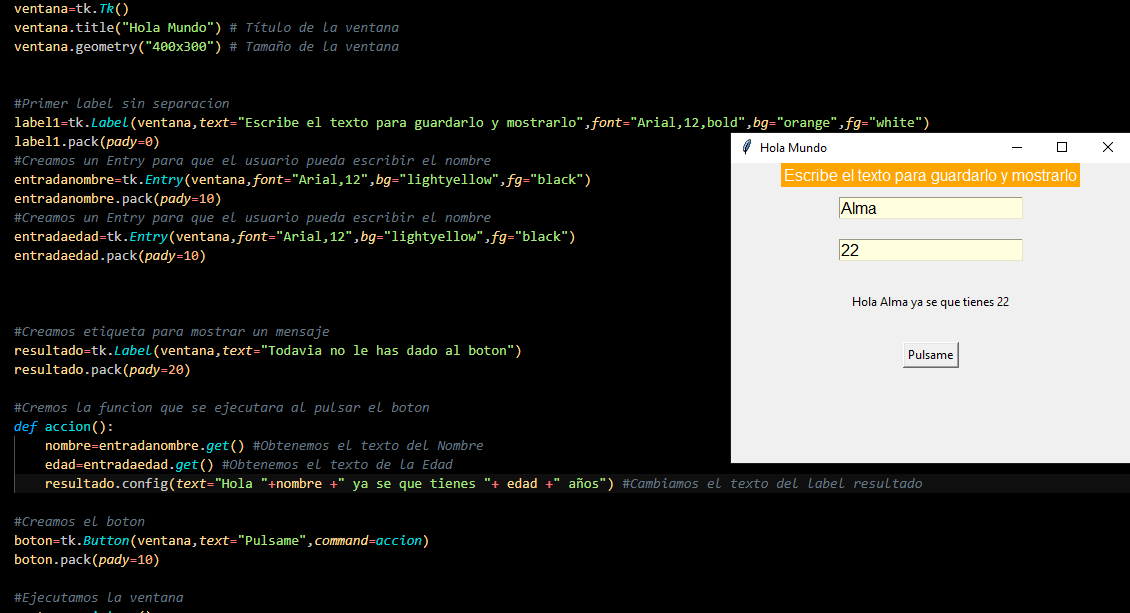 ventana=tk.Tk()
ventana.title("Hola Mundo") # Título de la ventana
ventana.geometry("400x300") # Tamaño de la ventana
#Primer label sin separacion
label1=tk.Label(ventana,text="Escribe el texto para guardarlo y mostrarlo",font="Arial,12,bold",bg="orange",fg="white")
label1.pack(pady=0)
#Creamos un Entry para que el usuario pueda escribir el nombre
entradanombre=tk.Entry(ventana,font="Arial,12",bg="lightyellow",fg="black")
entradanombre.pack(pady=10)
#Creamos un Entry para que el usuario pueda escribir el nombre
entradaedad=tk.Entry(ventana,font="Arial,12",bg="lightyellow",fg="black")
entradaedad.pack(pady=10)
#Creamos etiqueta para mostrar un mensaje
resultado=tk.Label(ventana,text="Todavia no le has dado al boton")
resultado.pack(pady=20)
#Cremos la funcion que se ejecutara al pulsar el boton
def accion():
    nombre=entradanombre.get() #Obtenemos el texto del Nombre
    edad=entradaedad.get() #Obtenemos el texto de la Edad
    resultado.config(text="Hola "+nombre +" ya se que tienes "+ edad +" años") #Cambiamos el texto del label resultado
#Creamos el boton
boton=tk.Button(ventana,text="Pulsame",command=accion)
boton.pack(pady=10)
#Ejecutamos la ventana
Hola Mundo
Escribe el texto para guardarlo y mostrarlo
Alma
22
Hola Alma ya se que tienes 22
Pulsame